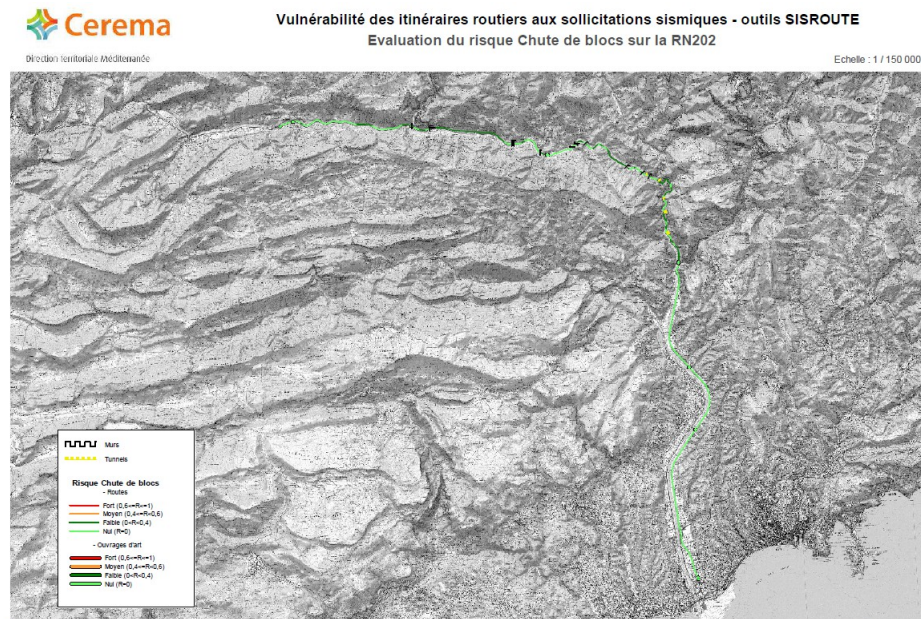 Cerema
Direction territoriale Méditerranée
Vulnérabilité des itinéraires routiers aux sollicitations sismiques - outils SISROUTE
Evaluation du risque Chute de blocs sur la RN202
Echelle : 1 / 150 000
Murs
Tunnels
Risque Chute de blocs
- Routes
Fort (0,6<=R<=1)
Moyen (0,4<=R<0,6)
Faible (0<R<0,4)
Nul (R=0)
- Ouvrages d'art
Fort (0,6<=R<=1)
Moyen (0,4<=R<0,6)
Faible (0<R<0,4)
Nul (R=0)